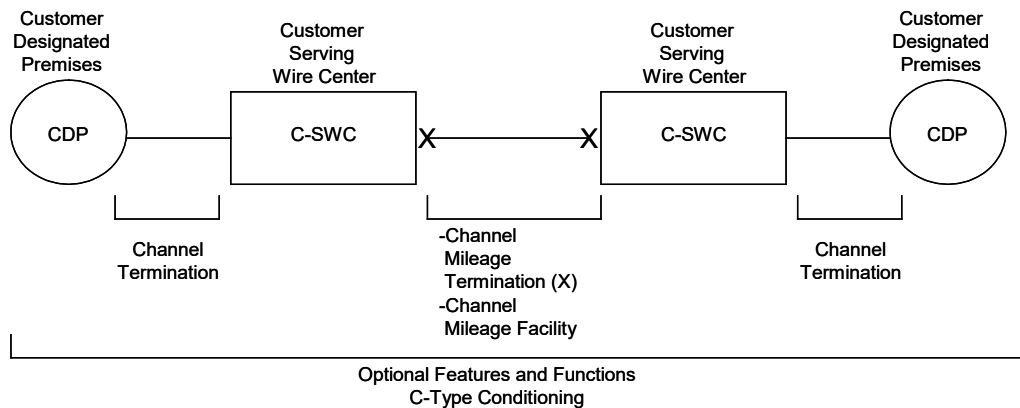 Customer
Designated
Premises
Customer
Serving
Wire Center
Customer
Serving
Wire Center
Customer
Designated
Premises
CDP
C-SWC
X
X
C-SWC
CDP
Channel
Termination
-Channel
Mileage
Termination (X)
-Channel
Mileage Facility
Channel
Termination
Optional Features and Functions
C-Type Conditioning